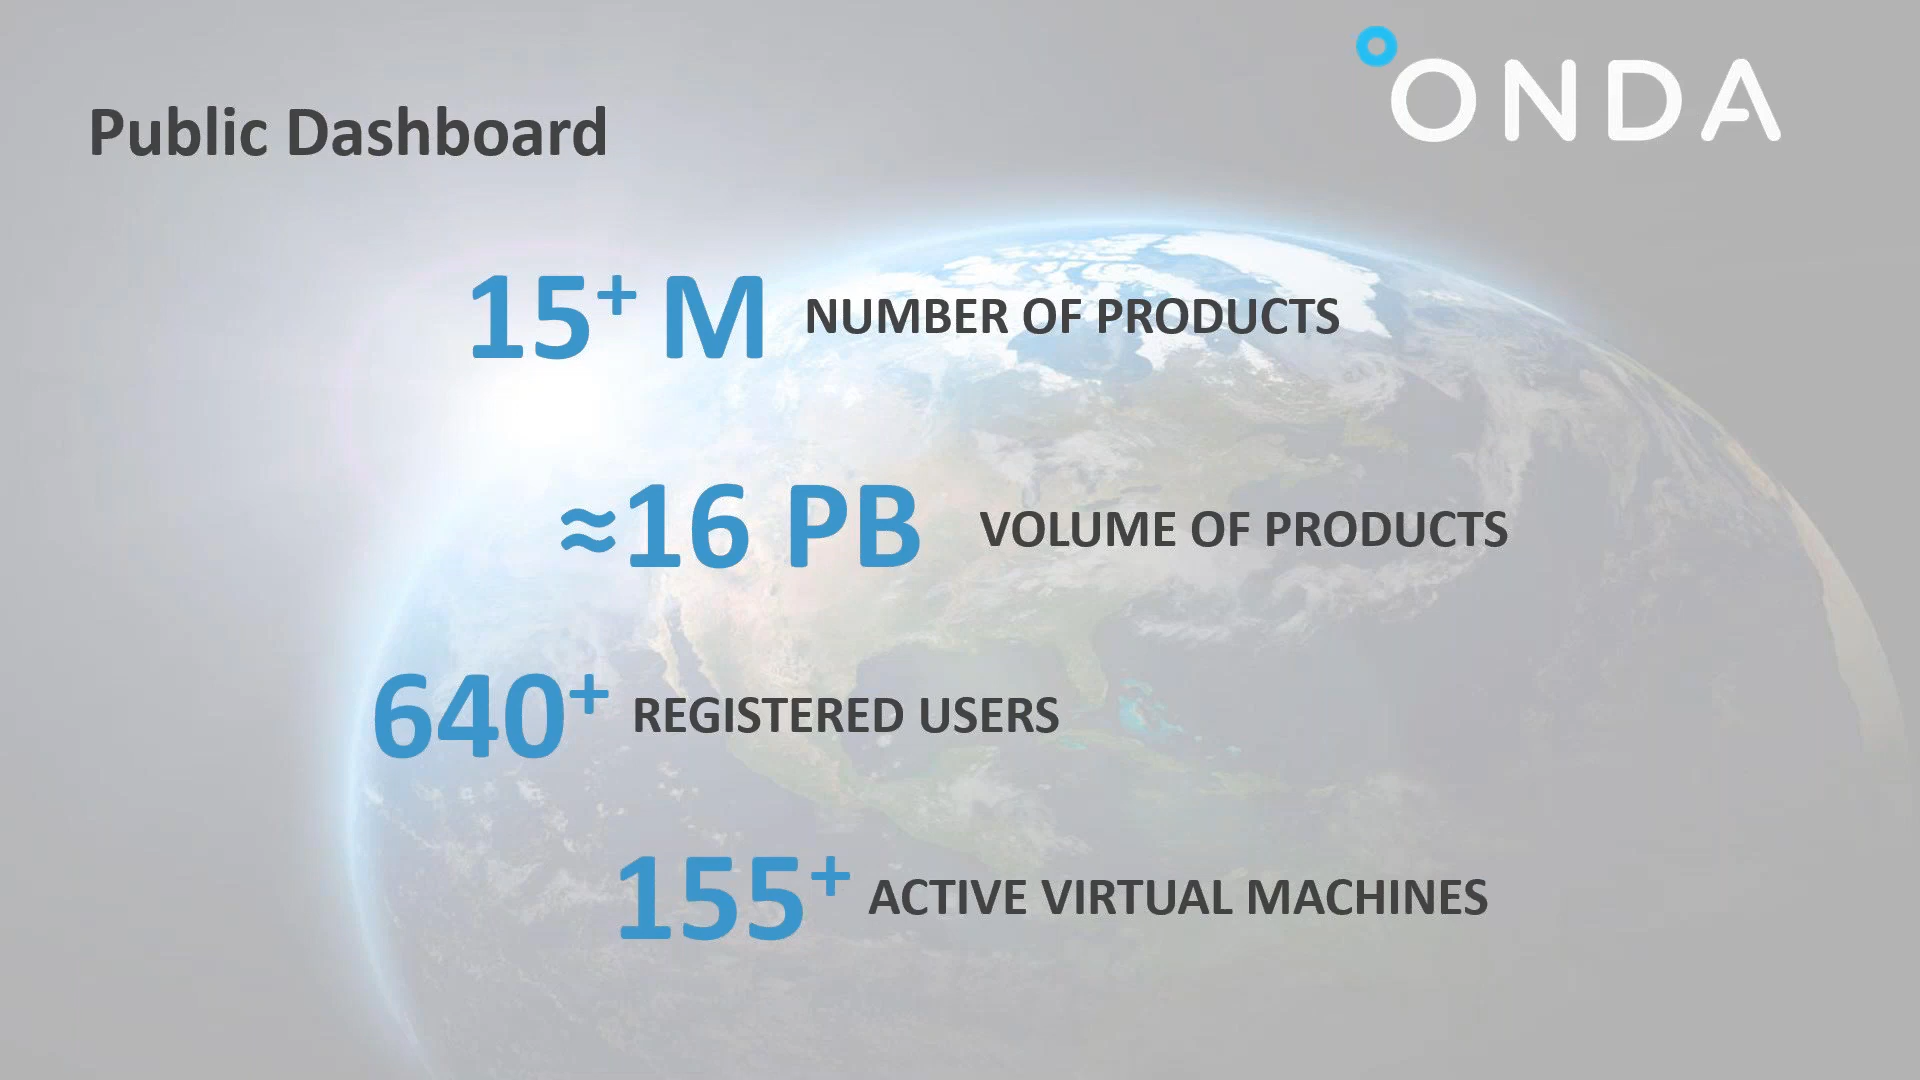 ONDA
Public Dashboard
15+ M NUMBER OF PRODUCTS
≈16 PB VOLUME OF PRODUCTS
640+ REGISTERED USERS
155+ ACTIVE VIRTUAL MACHINES